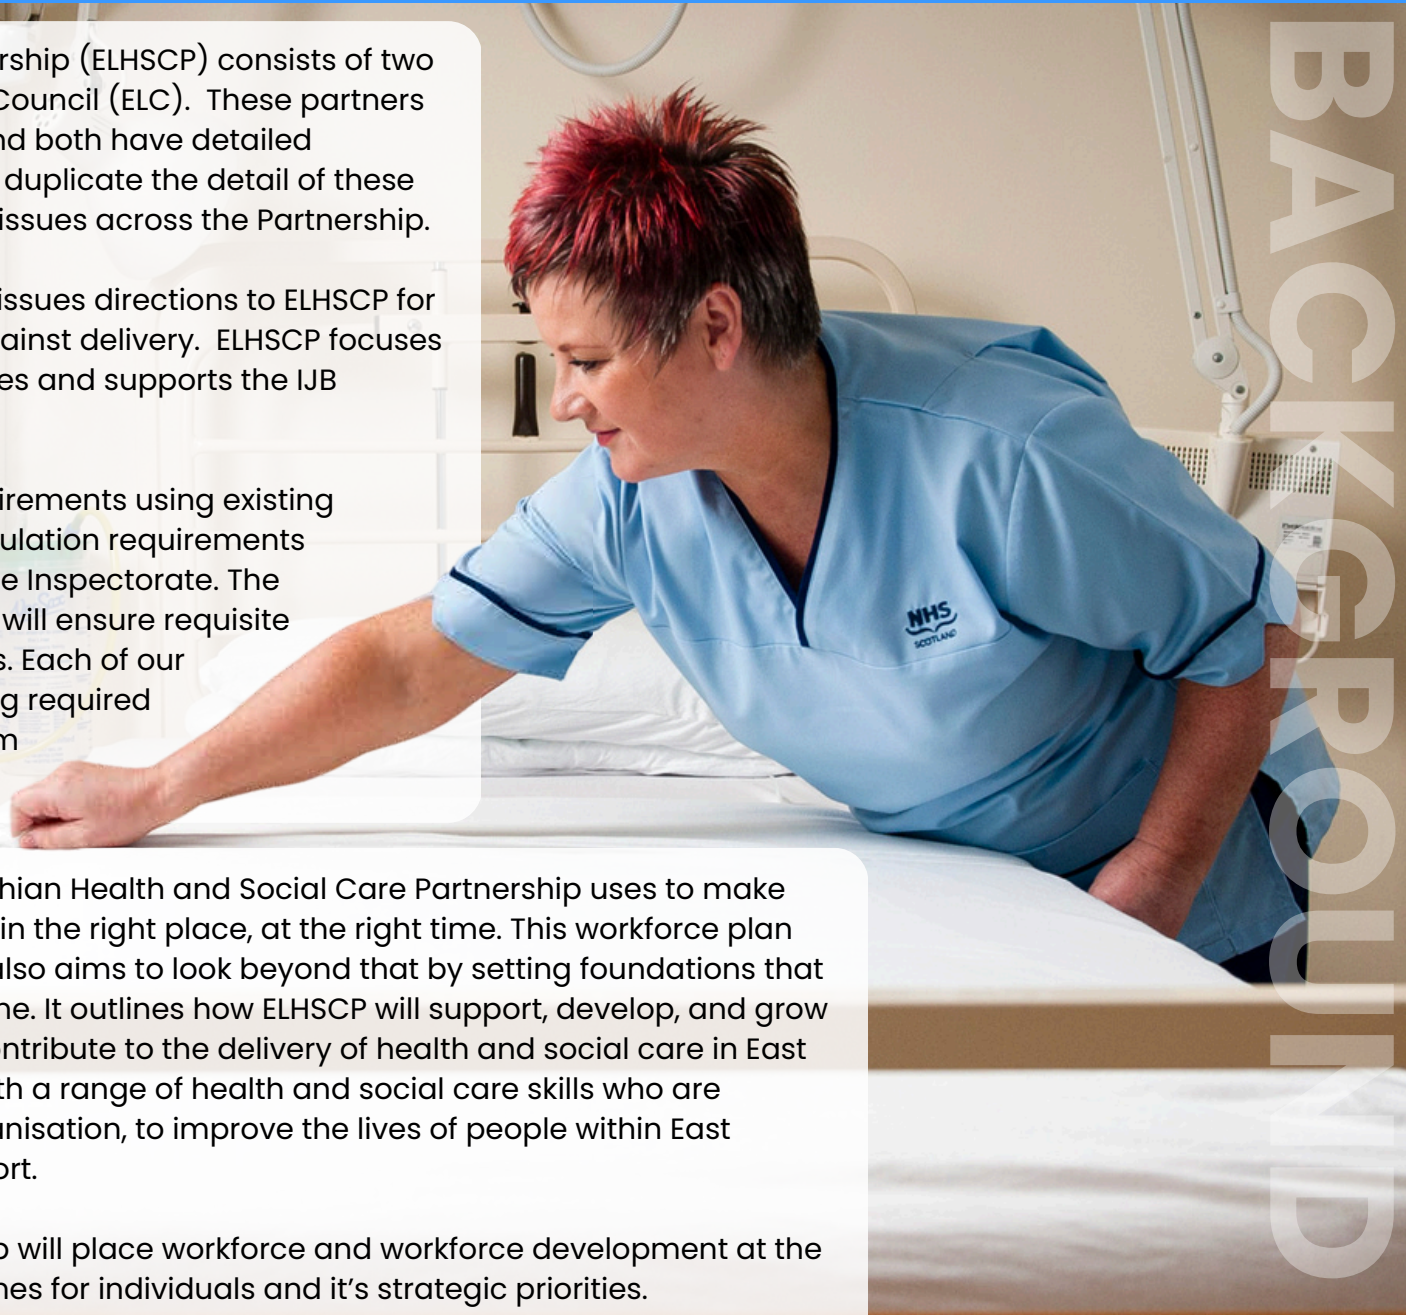 rship (ELHSCP) consists of two
Council (ELC).  These partners
nd both have detailed
duplicate the detail of these
issues across the Partnership.
issues directions to ELHSCP for
ainst delivery.  ELHSCP focuses
es and supports the IJB
irements using existing
ulation requirements
e Inspectorate. The
will ensure requisite
s. Each of our
g required
m
NHS
SCOTLAND
hian Health and Social Care Partnership uses to make
in the right place, at the right time. This workforce plan
also aims to look beyond that by setting foundations that
ne. It outlines how ELHSCP will support, develop, and grow
ontribute to the delivery of health and social care in East
th a range of health and social care skills who are
anisation, to improve the lives of people within East
ort.
o will place workforce and workforce development at the
nes for individuals and it’s strategic priorities.
BACKGROUND